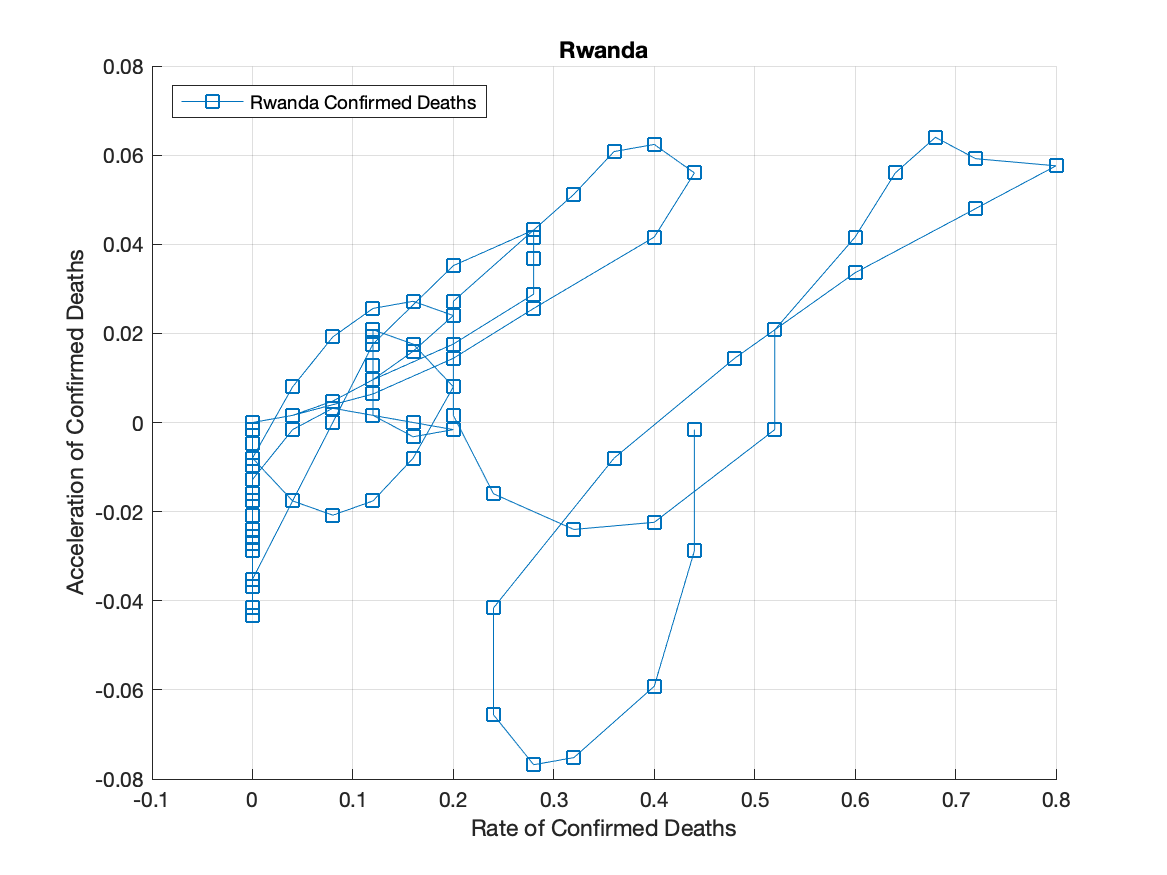 Rwanda
0.08
Rwanda Confirmed Deaths
0.06
0.04
0.02
0
-0.02
-0.04
-0.06
-0.08
Acceleration of Confirmed Deaths
-0.1 0 0.1 0.2 0.3 0.4 0.5 0.6 0.7 0.8
Rate of Confirmed Deaths